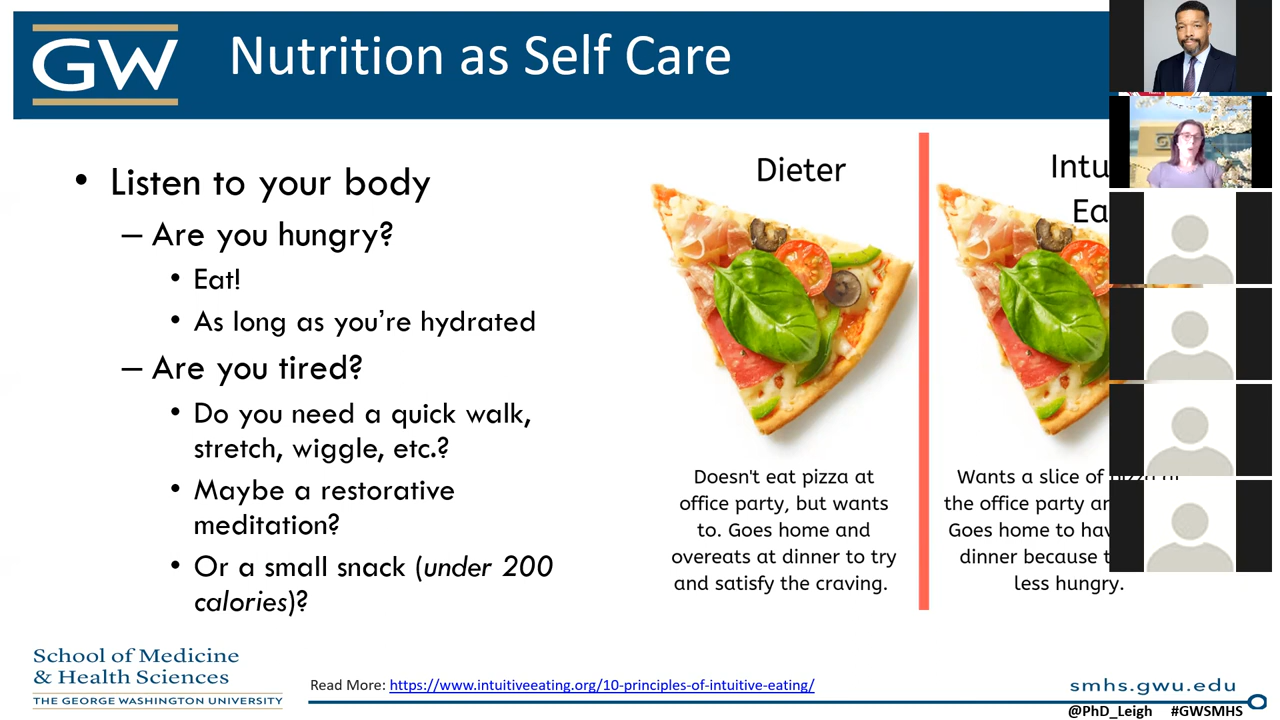 GW
Nutrition as Self Care
• Listen to your body
– Are you hungry?
• Eat!
• As long as you're hydrated
– Are you tired?
• Do you need a quick walk,
stretch, wiggle, etc.?
• Maybe a restorative
meditation?
• Or a small snack (under 200
calories)?
Dieter
Doesn't eat pizza at
office party, but wants
to. Goes home and
overeats at dinner to try
and satisfy the craving.
Wants a slice of pizza at
the office party
Goes home to
dinner because
less hungry.
School of Medicine
& Health Sciences
THE GEORGE WASHINGTON UNIVERSITY
Read More: https://www.intuitiveeating.org/10-principles-of-intuitive-eating/
smhs.gwu.edu
@PhD_Leigh #GWSMHS